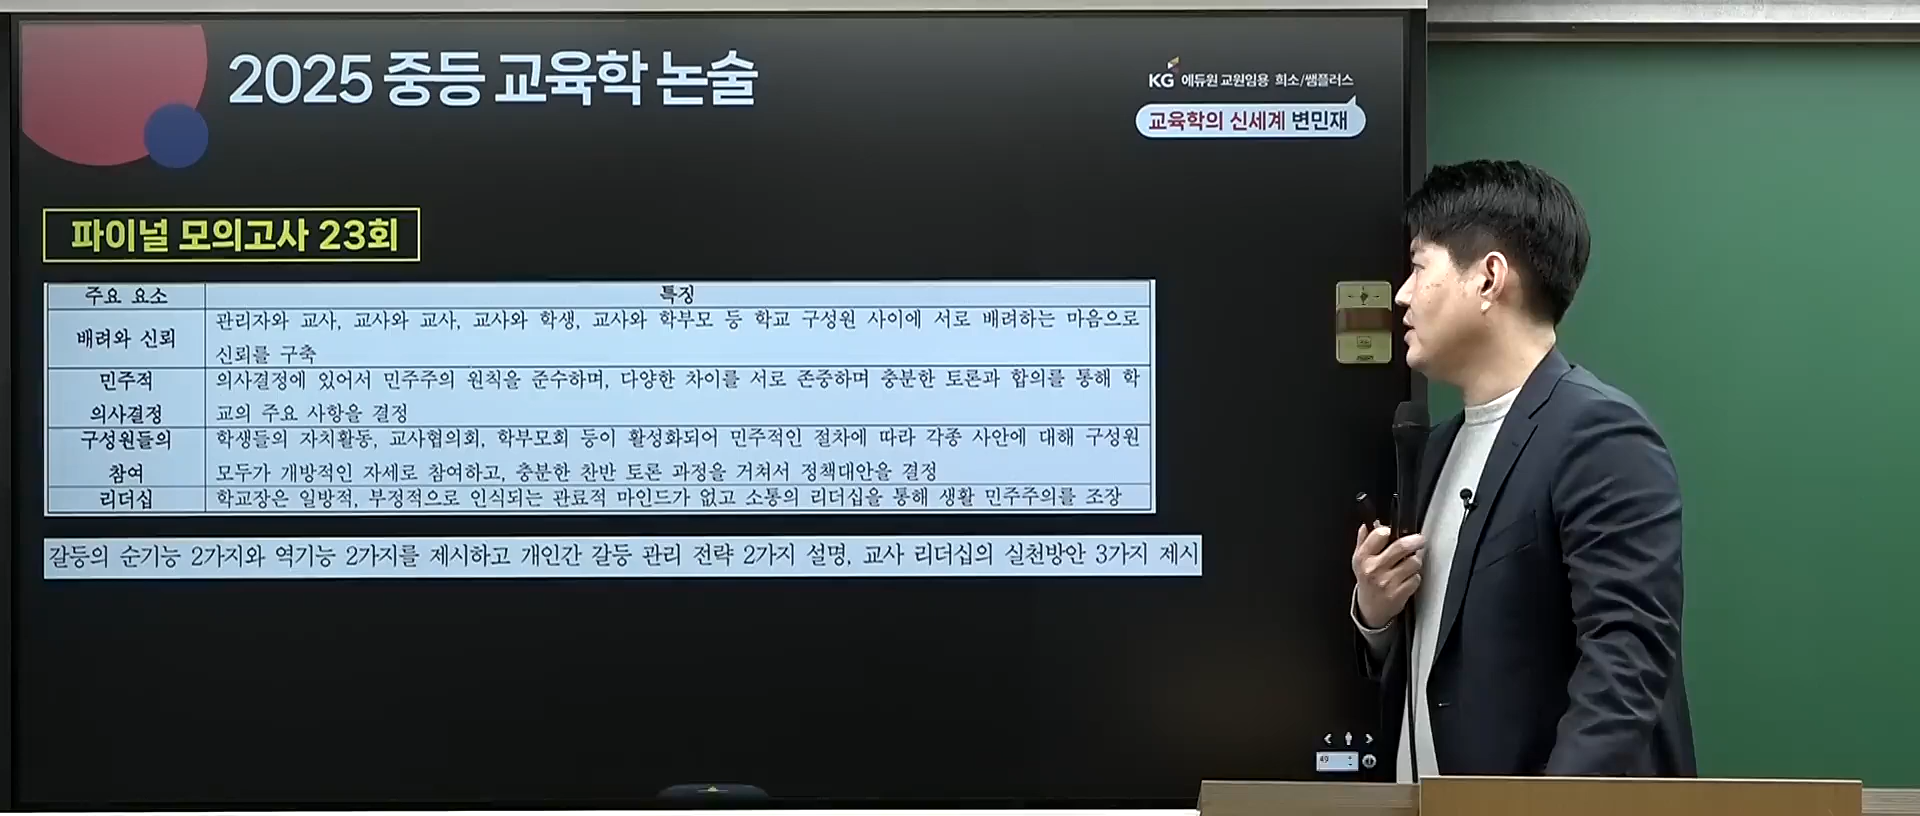 2025 중등 교육학 논술
KG 에듀원 교원임용 희소/쌤플러스
교육학의 신세계 변민재
파이널 모의고사 23회
주요 요소 특징
배려와 신뢰 관리자와 교사, 교사와 교사, 교사와 학생, 교사와 학부모 등 학교 구성원 사이에 서로 배려하는 마음으로
신뢰를 구축
민주적 의사결정에 있어서 민주주의 원칙을 준수하며, 다양한 차이를 서로 존중하며 충분한 토론과 합의를 통해 학
의사결정 교의 주요 사항을 결정
구성원들의 학생들의 자치활동, 교사협의회, 학부모회 등이 활성화되어 민주적인 절차에 따라 각종 사안에 대해 구성원
참여 모두가 개방적인 자세로 참여하고, 충분한 찬반 토론 과정을 거쳐서 정책대안을 결정
리더십 학교장은 일방적, 부정적으로 인식되는 관료적 마인드가 없고 소통의 리더십을 통해 생활 민주주의를 조장
갈등의 순기능 2가지와 역기능 2가지를 제시하고 개인간 갈등 관리 전략 2가지 설명, 교사 리더십의 실천방안 3가지 제시
49